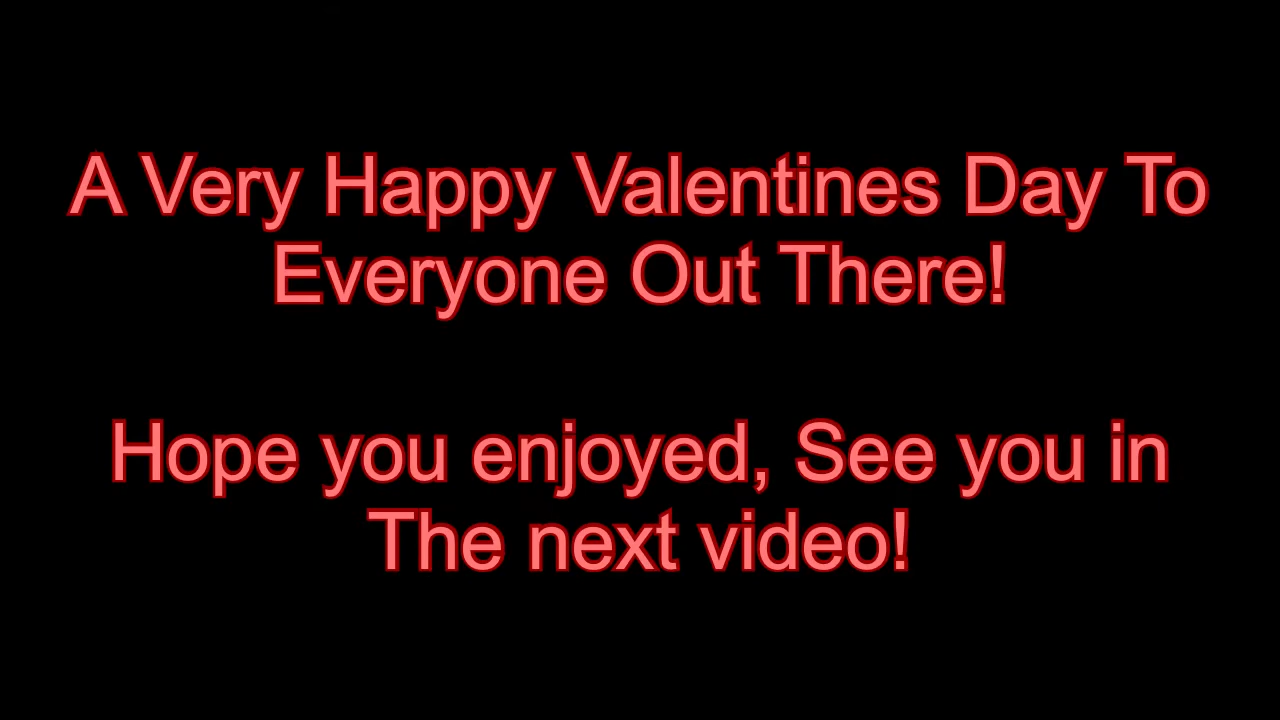 A Very Happy Valentines Day To
Everyone Out There!
Hope you enjoyed, See you in
The next video!